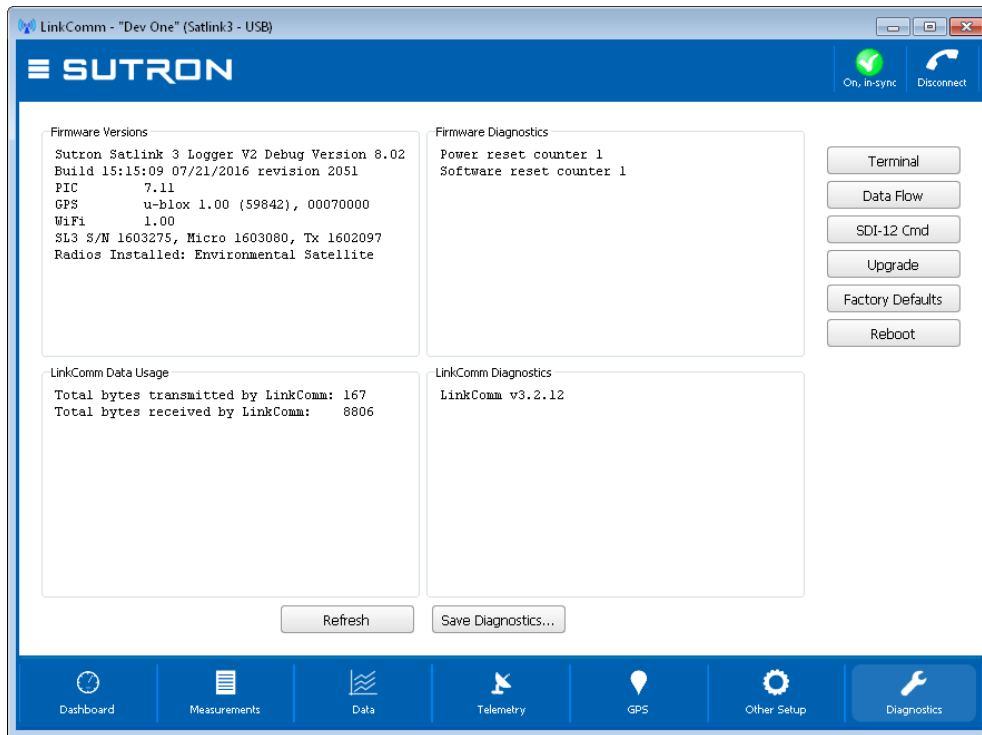 LinkComm - "Dev One" (Satlink3 - USB)
SUTRON
On, in-sync
Disconnect
Firmware Versions
Sutron Satlink 3 Logger V2 Debug Version 8.02
Build 15:15:09 07/21/2016 revision 2051
PIC 7.11
GPS u-blox 1.00 (59842), 00070000
WiFi 1.00
SL3 S/N 1603275, Micro 1603080, Tx 1602097
Radios Installed: Environmental Satellite
Firmware Diagnostics
Power reset counter 1
Software reset counter 1
Terminal
Data Flow
SDI-12 Cmd
Upgrade
Factory Defaults
Reboot
LinkComm Data Usage
Total bytes transmitted by LinkComm: 167
Total bytes received by LinkComm: 8806
LinkComm Diagnostics
LinkComm v3.2.12
Refresh
Save Diagnostics...
Dashboard
Measurements
Data
Telemetry
GPS
Other Setup
Diagnostics